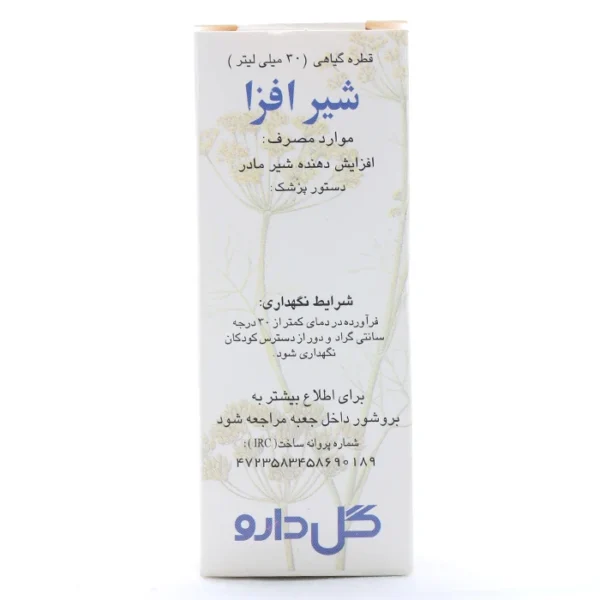 قطره گیاهی (۳۰ میلی لیتر)
شیر افزا
موارد مصرف:
افزایش دهنده شیر مادر
دستور پزشک:
شرایط نگهداری:
فرآورده در دمای کمتر از ۳۰ درجه
سانتی گراد و دور از دسترس کودکان
نگهداری شود.
برای اطلاع بیشتر به
بروشور داخل جعبه مراجعه شود
شماره پروانه ساخت (IRC):
۴۷۲۳۵۸۳۴۵۸۶۹۰۱۸۹
گل دارو